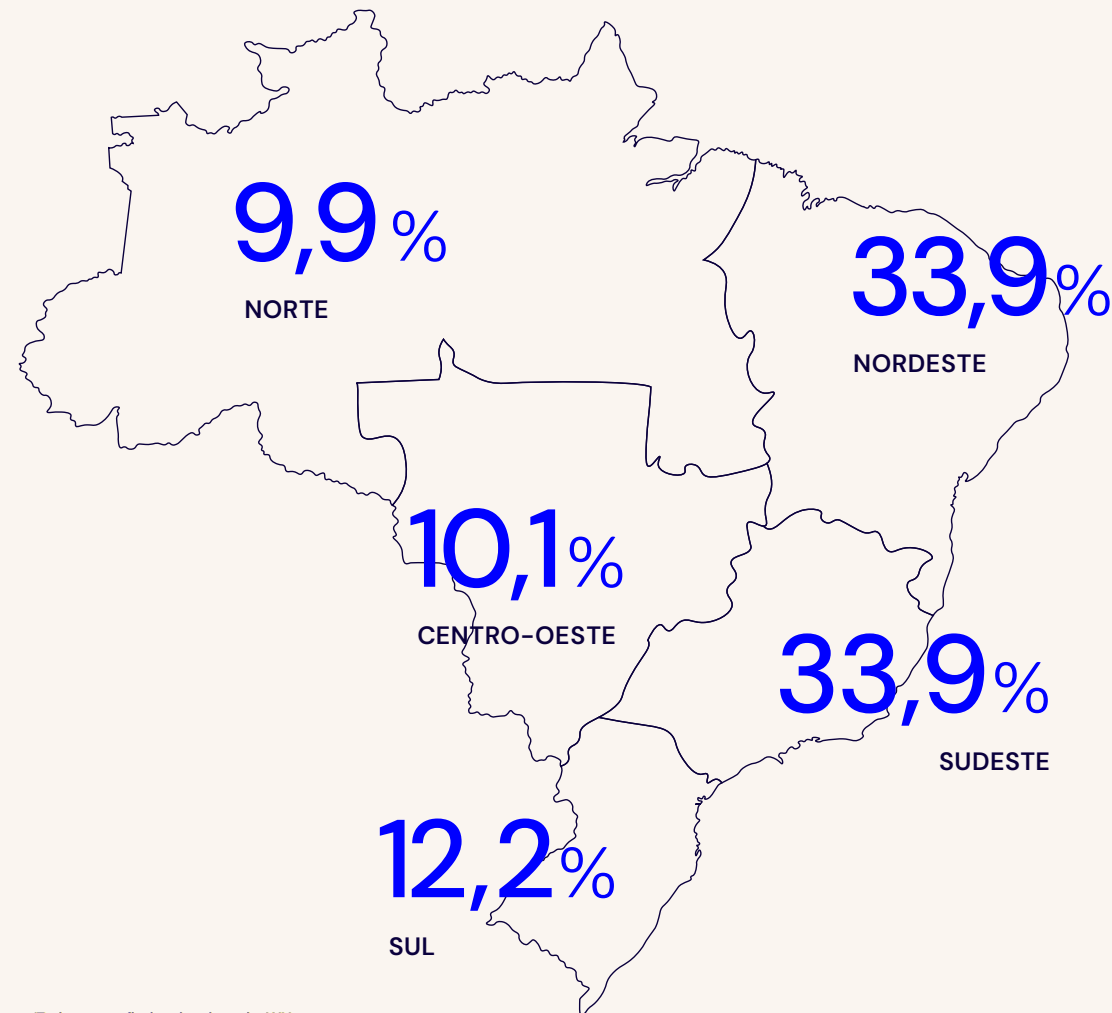 9,9 %
NORTE
33,9 %
NORDESTE
10,1 %
CENTRO-OESTE
33,9 %
SUDESTE
12,2 %
SUL